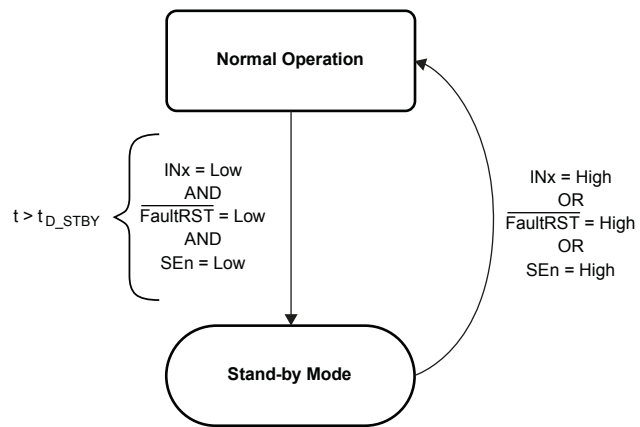 Normal Operation
t > tD_STBY
INx = Low
AND
FaultRST = Low
AND
SEn = Low
INx = High
OR
FaultRST = High
OR
SEn = High
Stand-by Mode